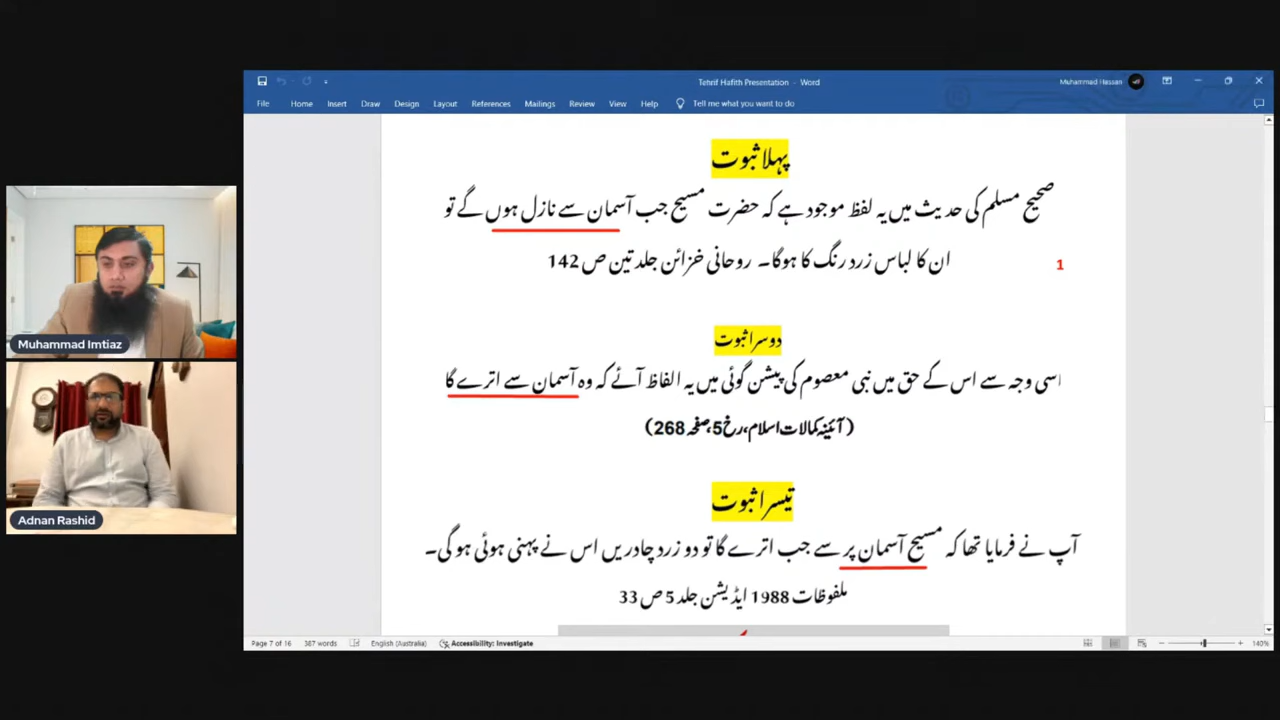 Tehrif Hafith Presentation - Word
Muhammad Hassan
File Home Insert Draw Design Layout References Mailings Review View Help Tell me what you want to do
پہلا ثبوت
صحیح مسلم کی حدیث میں یہ لفظ موجود ہے کہ حضرت مسیح جب آسمان سے نازل ہوں گے تو
ان کا لباس زرد رنگ کا ہوگا۔ روحانی خزائن جلد تین ص 142
1
دوسرا ثبوت
اسی وجہ سے اس کے حق میں نبی معصوم کی پیشن گوئی میں یہ الفاظ آئے کہ وہ آسمان سے اترے گا
(آئینہ کمالات اسلام، رخ 5، صفحہ 268)
تیسرا ثبوت
آپ نے فرمایا تھا کہ مسیح آسمان پر سے جب اترے گا تو دو زرد چادریں اس نے پہنی ہوئی ہو گی۔
ملفوظات 1988 ایڈیشن جلد 5 ص 33
Muhammad Imtiaz
Adnan Rashid
Page 7 of 16 387 words English (Australia) Accessibility: Investigate 140%